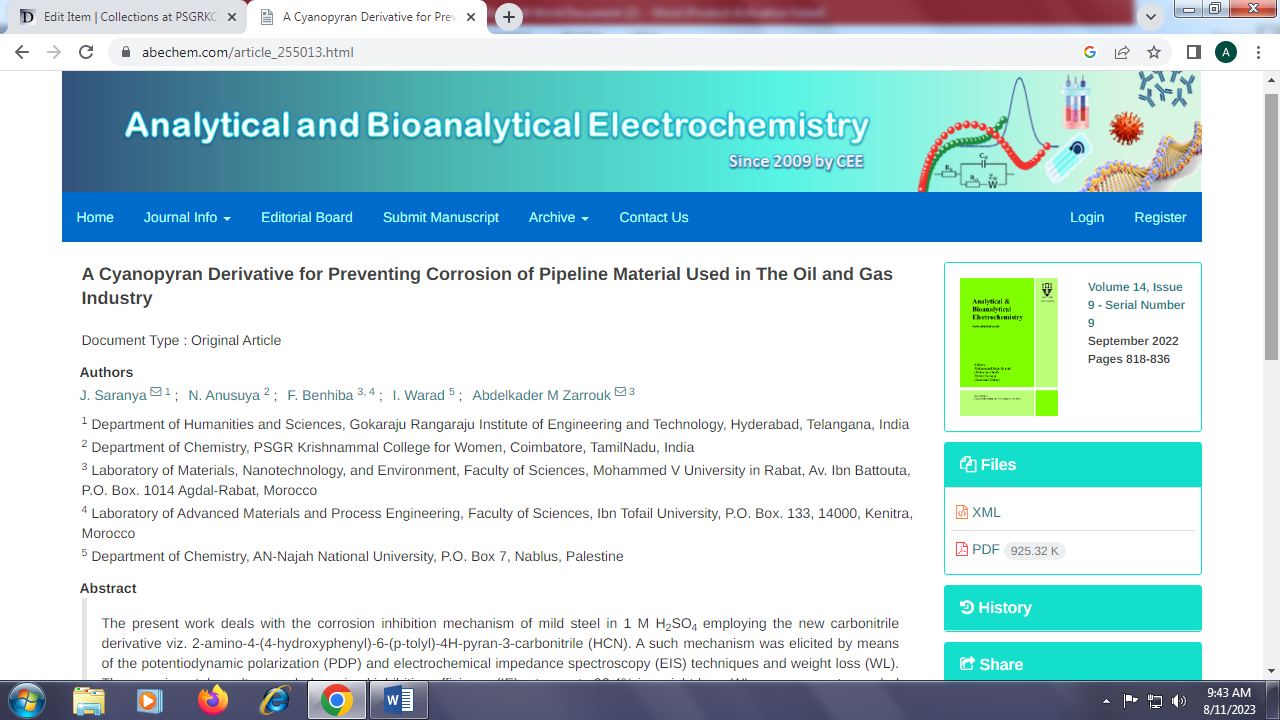 Edit Item | Collections at PSGRKC
A Cyanopyran Derivative for Prev
abechem.com/article_255013.html
A
Analytical and Bioanalytical Electrochemistry
Since 2009 by CEE
Home Journal Info Editorial Board Submit Manuscript Archive Contact Us Login Register
A Cyanopyran Derivative for Preventing Corrosion of Pipeline Material Used in The Oil and Gas
Industry
Document Type : Original Article
Authors
J. Saranya 1 ; N. Anusuya 2 ; F. Benhiba 3, 4 ; I. Warad 5 ; Abdelkader M Zarrouk 3
1 Department of Humanities and Sciences, Gokaraju Rangaraju Institute of Engineering and Technology, Hyderabad, Telangana, India
2 Department of Chemistry, PSGR Krishnammal College for Women, Coimbatore, TamilNadu, India
3 Laboratory of Materials, Nanotechnology, and Environment, Faculty of Sciences, Mohammed V University in Rabat, Av. Ibn Battouta,
P.O. Box. 1014 Agdal-Rabat, Morocco
4 Laboratory of Advanced Materials and Process Engineering, Faculty of Sciences, Ibn Tofail University, P.O. Box. 133, 14000, Kenitra,
Morocco
5 Department of Chemistry, AN-Najah National University, P.O. Box 7, Nablus, Palestine
Abstract
The present work deals with the corrosion inhibition mechanism of mild steel in 1 M H2SO4 employing the new carbonitrile
derivative viz. 2-amino-4-(4-hydroxyphenyl)-6-(p-tolyl)-4H-pyran-3-carbonitrile (HCN). A such mechanism was elicited by means
of the potentiodynamic polarization (PDP) and electrochemical impedance spectroscopy (EIS) techniques and weight loss (WL).
Analytical &
Bioanalytical
Electrochemistry
Volume 14, Issue
9 - Serial Number
9
September 2022
Pages 818-836
Files
XML
PDF 925.32 K
History
Share
9:43 AM
8/11/2023